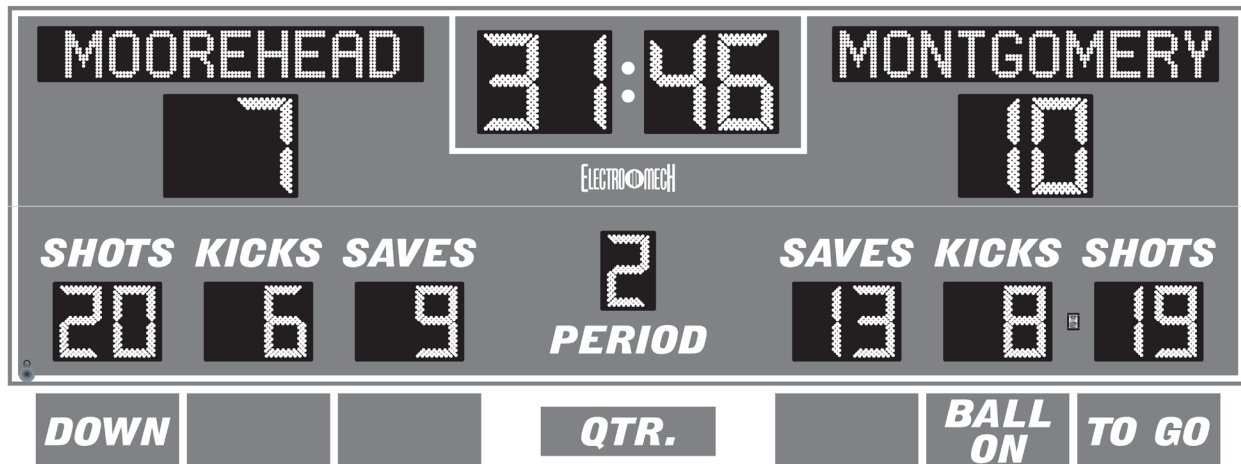 MOOREHEAD 31:46 MONTGOMERY
7 10
ELECTRO MECH
SHOTS KICKS SAVES 2 SAVES KICKS SHOTS
20 6 9 13 8 19
PERIOD
DOWN QTR. BALL ON TO GO